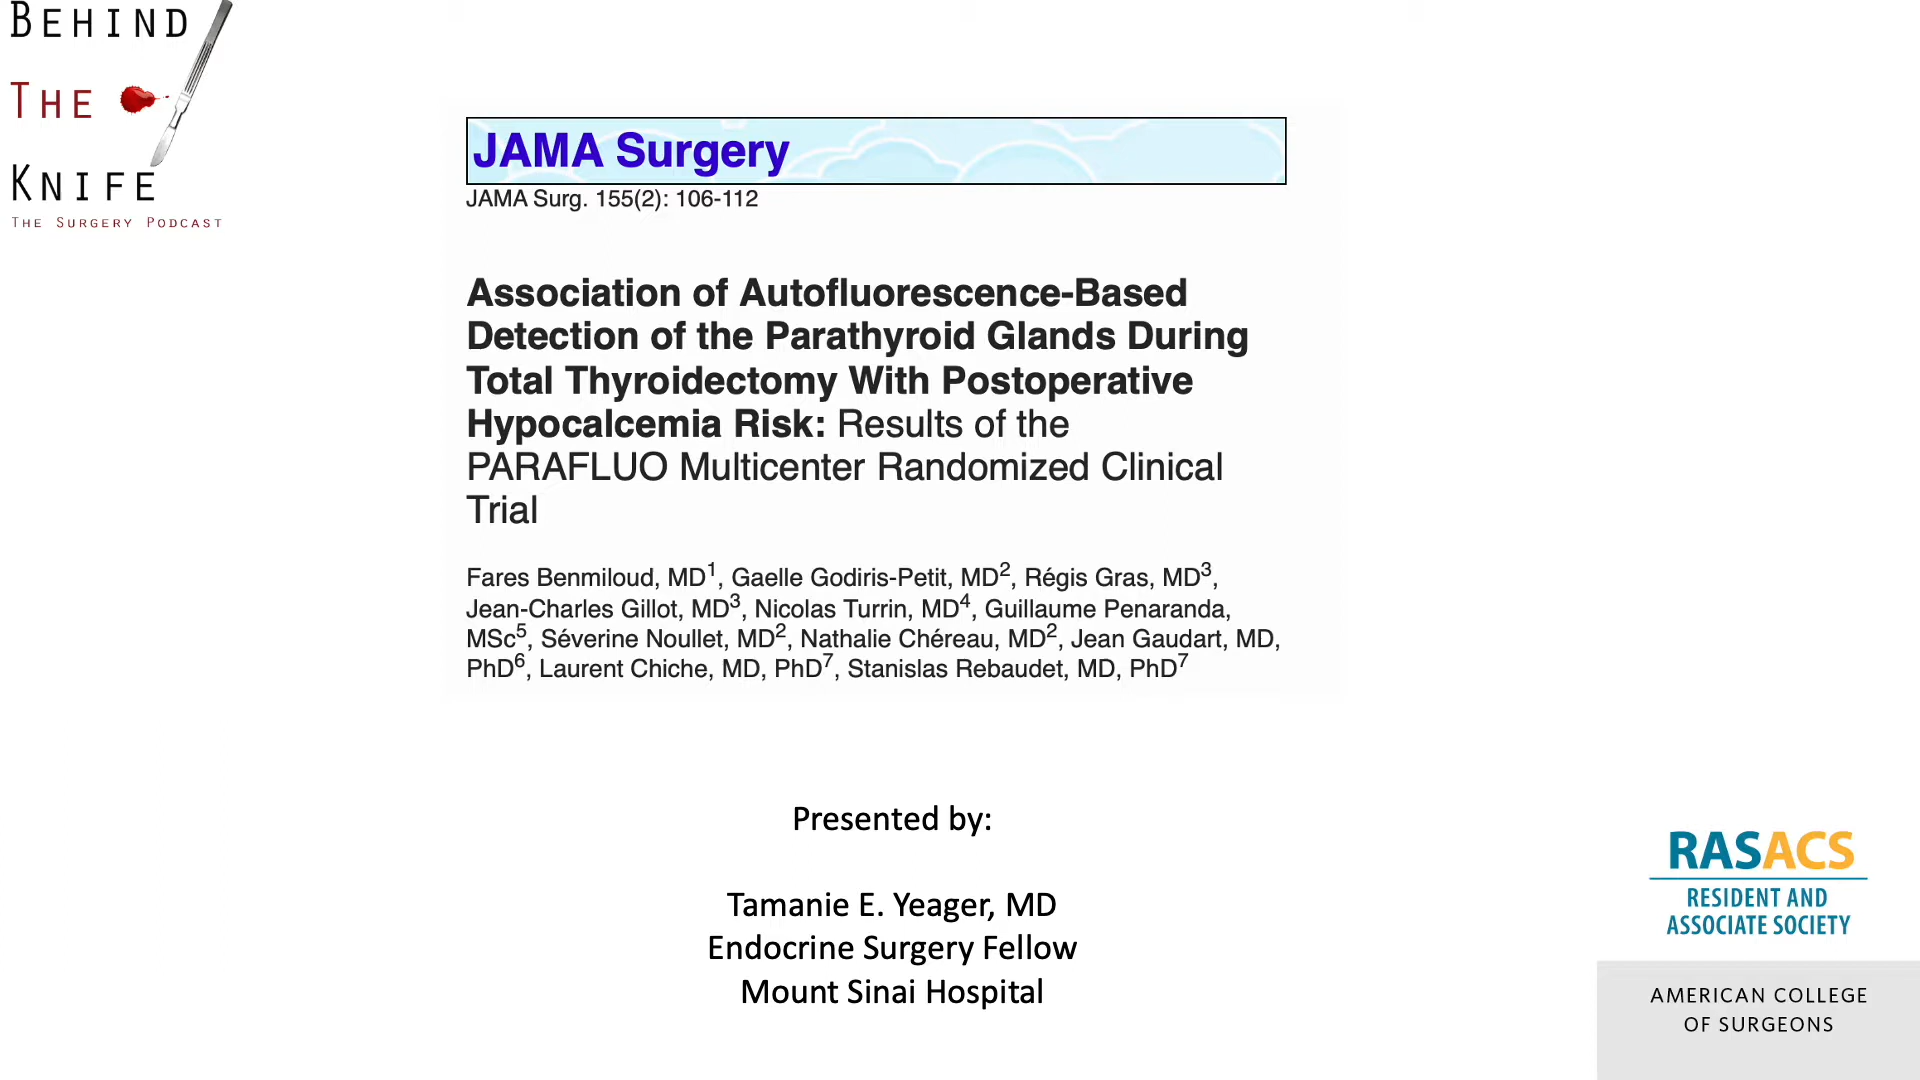 BEHIND
THE
KNIFE
THE SURGERY PODCAST
JAMA Surgery
JAMA Surg. 155(2): 106-112
Association of Autofluorescence-Based
Detection of the Parathyroid Glands During
Total Thyroidectomy With Postoperative
Hypocalcemia Risk: Results of the
PARAFLUO Multicenter Randomized Clinical
Trial
Fares Benmiloud, MD1, Gaelle Godiris-Petit, MD2, Régis Gras, MD3,
Jean-Charles Gillot, MD3, Nicolas Turrin, MD4, Guillaume Penaranda,
MSc5, Séverine Noullet, MD2, Nathalie Chéreau, MD2, Jean Gaudart, MD,
PhD6, Laurent Chiche, MD, PhD7, Stanislas Rebaudet, MD, PhD7
Presented by:
Tamanie E. Yeager, MD
Endocrine Surgery Fellow
Mount Sinai Hospital
RASACS
RESIDENT AND
ASSOCIATE SOCIETY
AMERICAN COLLEGE
OF SURGEONS